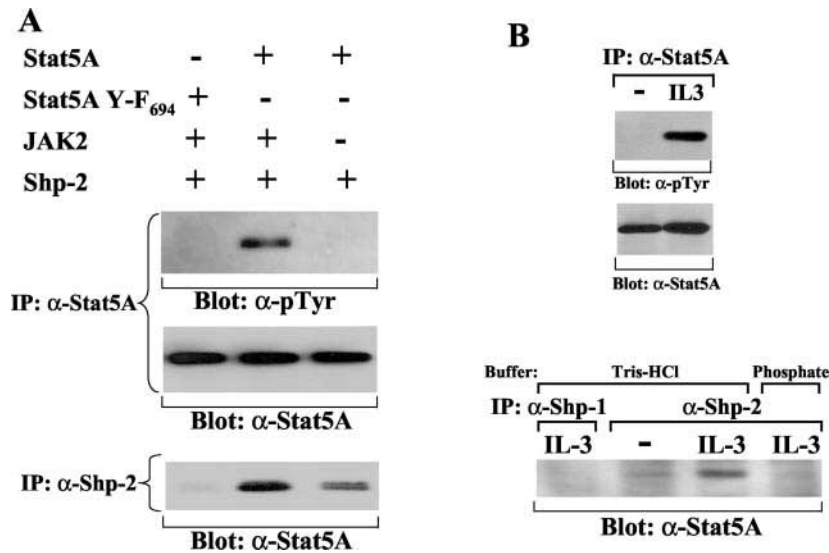 A
Stat5A - + +
Stat5A Y-F694 + - -
JAK2 + + -
Shp-2 + + +
IP: α-Stat5A
Blot: α-pTyr
Blot: α-Stat5A
IP: α-Shp-2
Blot: α-Stat5A
B
IP: α-Stat5A
- IL3
Blot: α-pTyr
Blot: α-Stat5A
Buffer: Tris-HCl Phosphate
IP: α-Shp-1 α-Shp-2
IL-3 - IL-3 IL-3
Blot: α-Stat5A